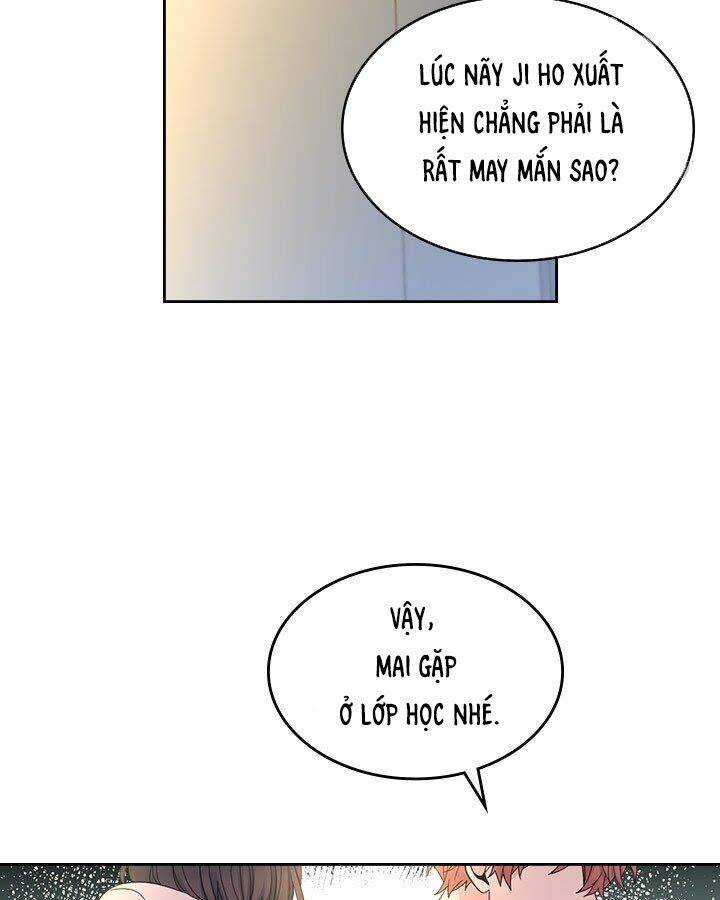 LÚC NÃY JI HO XUẤT
HIỆN CHẲNG PHẢI LÀ
RẤT MAY MẮN SAO?
VẬY,
MAI GẶP
Ở LỚP HỌC NHÉ.